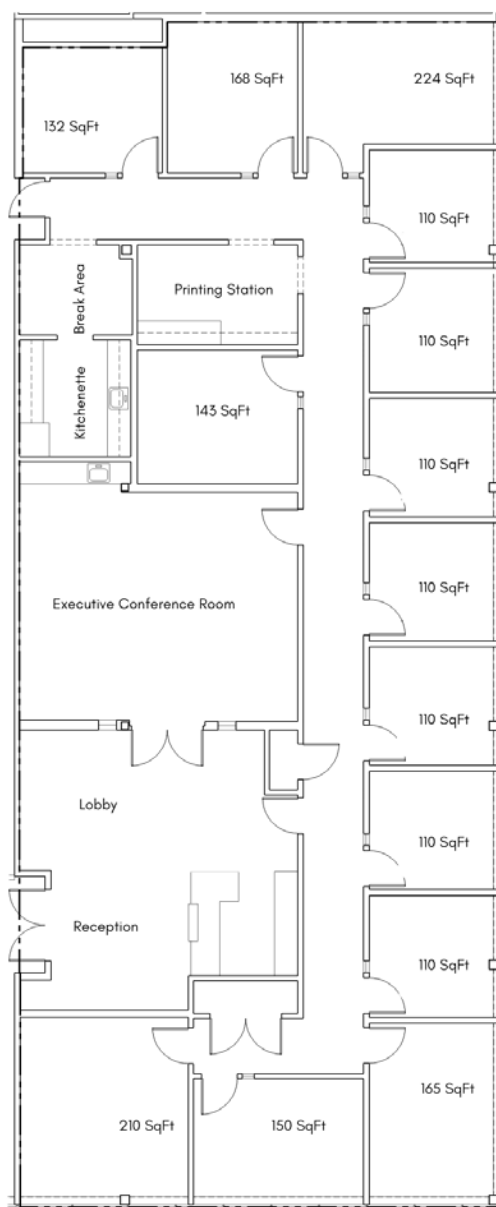 168 SqFt
224 SqFt
132 SqFt
110 SqFt
Break Area
Printing Station
110 SqFt
Kitchenette
143 SqFt
110 SqFt
110 SqFt
Executive Conference Room
110 SqFt
Lobby
110 SqFt
Reception
110 SqFt
165 SqFt
210 SqFt
150 SqFt